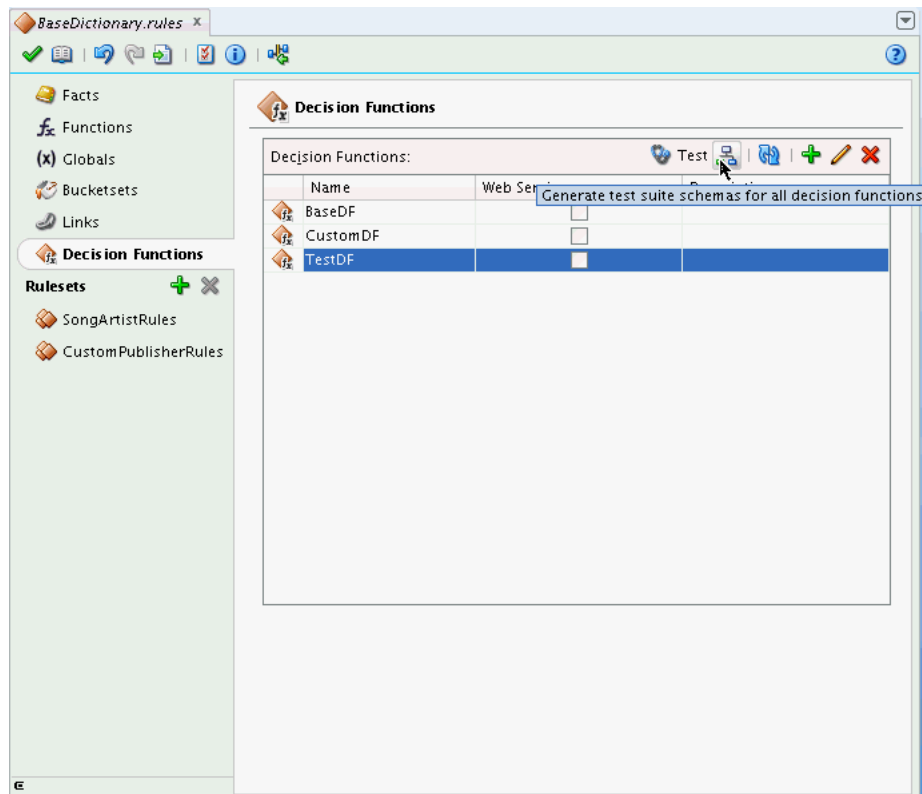 BaseDictionary.rules x
Facts
Functions
(x) Globals
Bucketsets
Links
Decision Functions
Rulesets
SongArtistRules
CustomPublisherRules
Decision Functions
Decision Functions:
Test
Name
Web Ser
Generate test suite schemas for all decision functions
BaseDF
CustomDF
TestDF